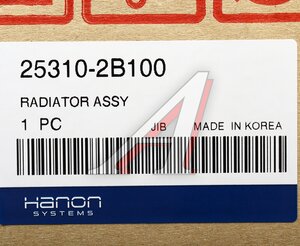 25310-2B100
RADIATOR ASSY
1 PC JIB MADE IN KOREA
Hanon
SYSTEMS